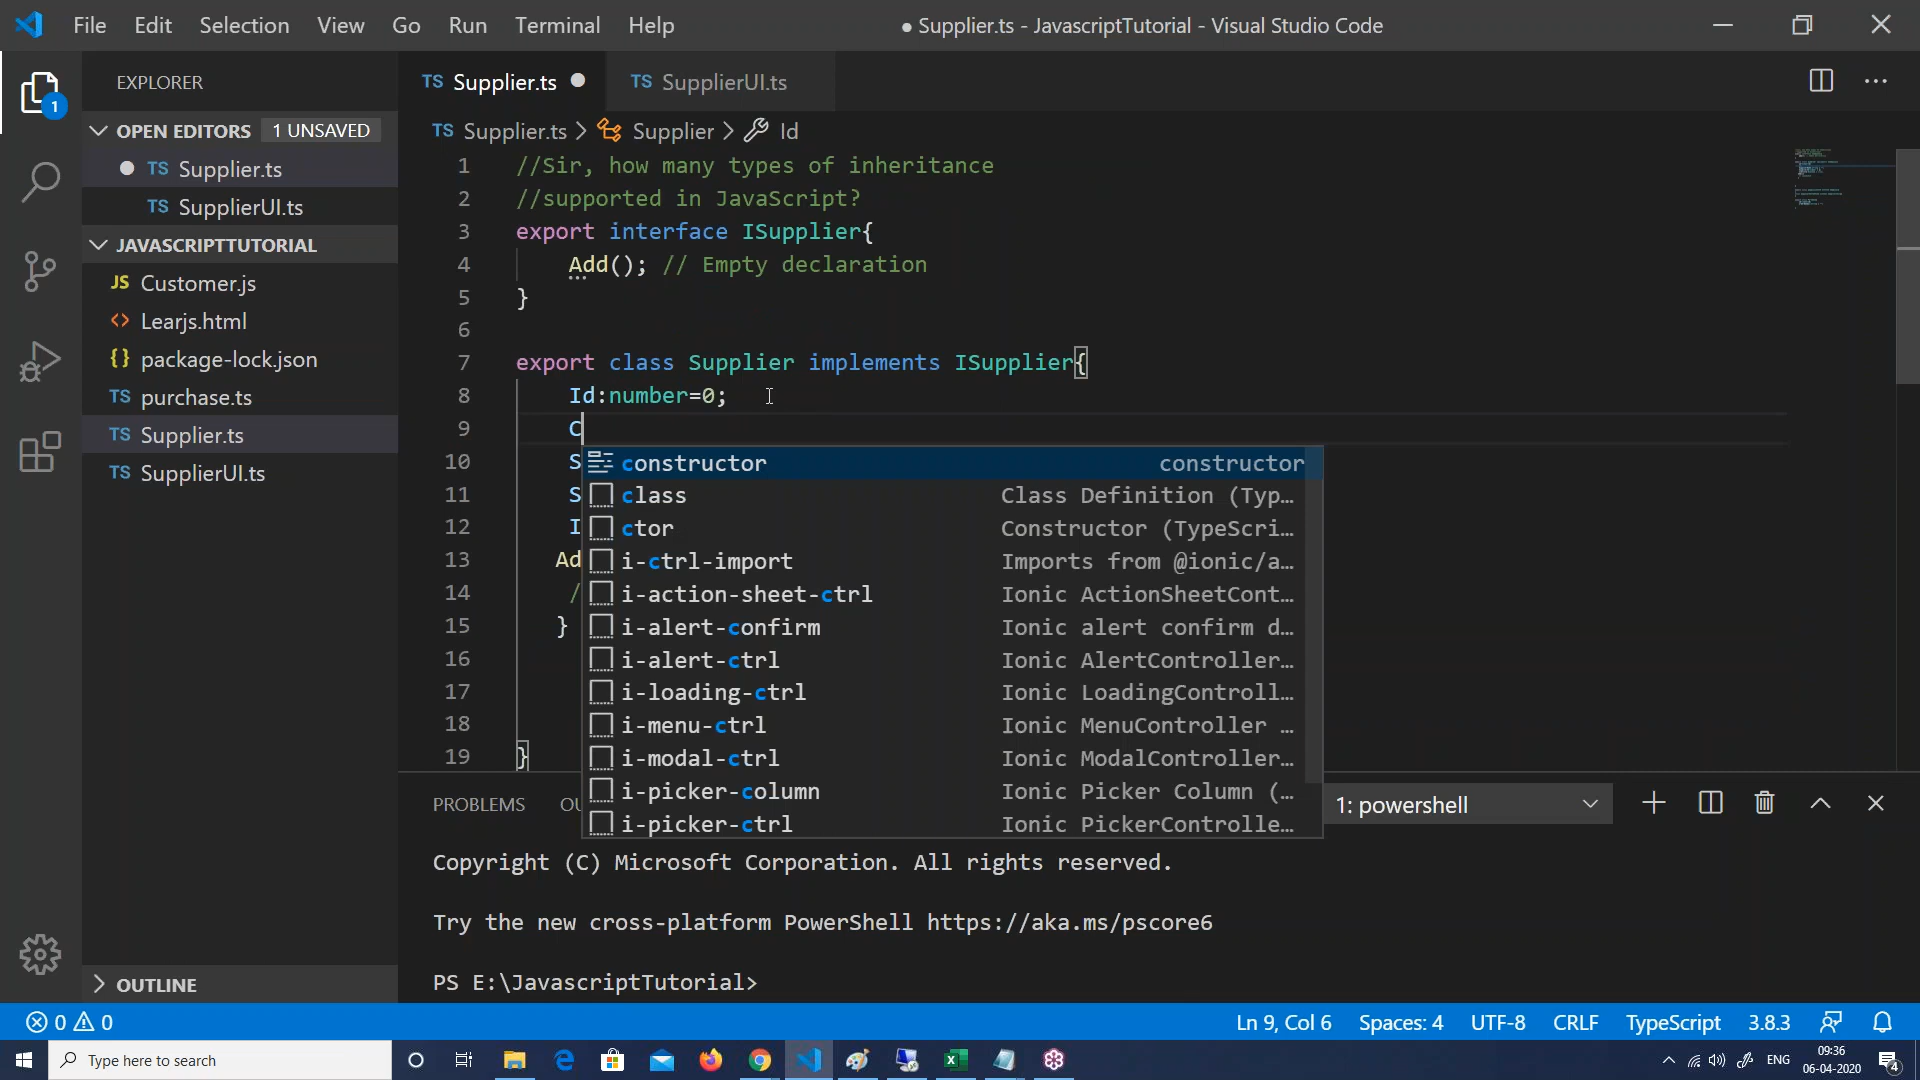 File Edit Selection View Go Run Terminal Help ● Supplier.ts - JavascriptTutorial - Visual Studio Code
EXPLORER
1
OPEN EDITORS 1 UNSAVED
● TS Supplier.ts
TS SupplierUI.ts
JAVASCRIPTTUTORIAL
JS Customer.js
<> Learjs.html
{} package-lock.json
TS purchase.ts
TS Supplier.ts
TS SupplierUI.ts
OUTLINE
TS Supplier.ts ● TS SupplierUI.ts
TS Supplier.ts > Supplier > Id
1 //Sir, how many types of inheritance
2 //supported in JavaScript?
3 export interface ISupplier{
4 Add(); // Empty declaration
5 }
6
7 export class Supplier implements ISupplier{
8 Id:number=0;
9 C
10 S
11 S
12 I
13 Ad
14 /
15 }
16
17
18
19 }
constructor constructor
class Class Definition (Typ…
ctor Constructor (TypeScri…
i-ctrl-import Imports from @ionic/a…
i-action-sheet-ctrl Ionic ActionSheetCont…
i-alert-confirm Ionic alert confirm d…
i-alert-ctrl Ionic AlertController…
i-loading-ctrl Ionic LoadingControll…
i-menu-ctrl Ionic MenuController …
i-modal-ctrl Ionic ModalController…
i-picker-column Ionic Picker Column (…
i-picker-ctrl Ionic PickerControlle…
PROBLEMS OU 1: powershell
Copyright (C) Microsoft Corporation. All rights reserved.
Try the new cross-platform PowerShell https://aka.ms/pscore6
PS E:\JavascriptTutorial>
0 0 Ln 9, Col 6 Spaces: 4 UTF-8 CRLF TypeScript 3.8.3
Type here to search ENG 09:36
06-04-2020 4